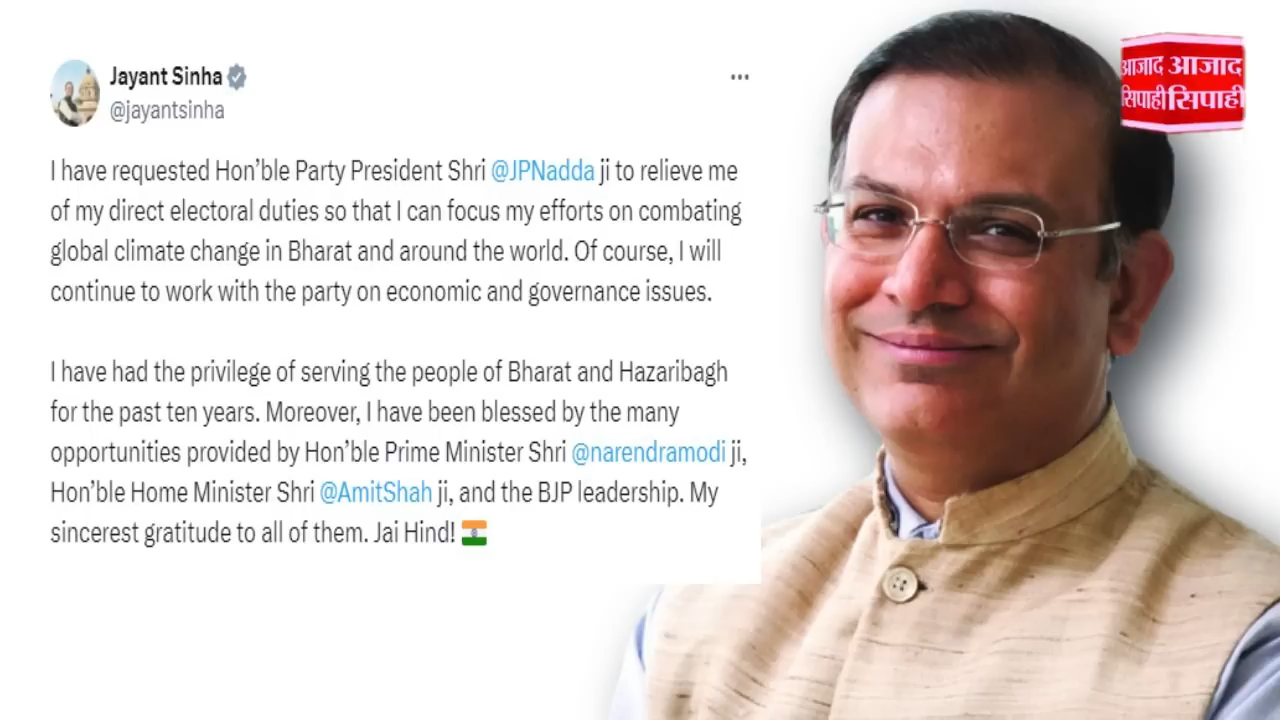 Jayant Sinha
@jayantsinha
I have requested Hon’ble Party President Shri @JPNadda ji to relieve me
of my direct electoral duties so that I can focus my efforts on combating
global climate change in Bharat and around the world. Of course, I will
continue to work with the party on economic and governance issues.
I have had the privilege of serving the people of Bharat and Hazaribagh
for the past ten years. Moreover, I have been blessed by the many
opportunities provided by Hon’ble Prime Minister Shri @narendramodi ji,
Hon’ble Home Minister Shri @AmitShah ji, and the BJP leadership. My
sincerest gratitude to all of them. Jai Hind! 🇮🇳
आजाद आजाद
सिपाही सिपाही